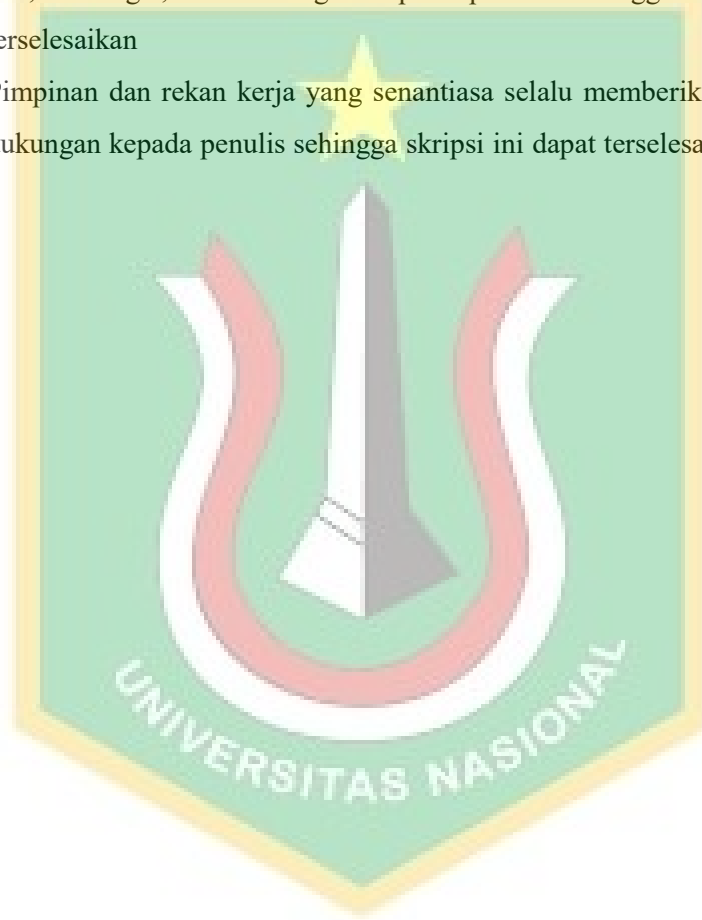 erselesaikan
impinan dan rekan kerja yang senantiasa selalu memberik
ukungan kepada penulis sehingga skripsi ini dapat terselesa
UNIVERSITAS NASIONAL